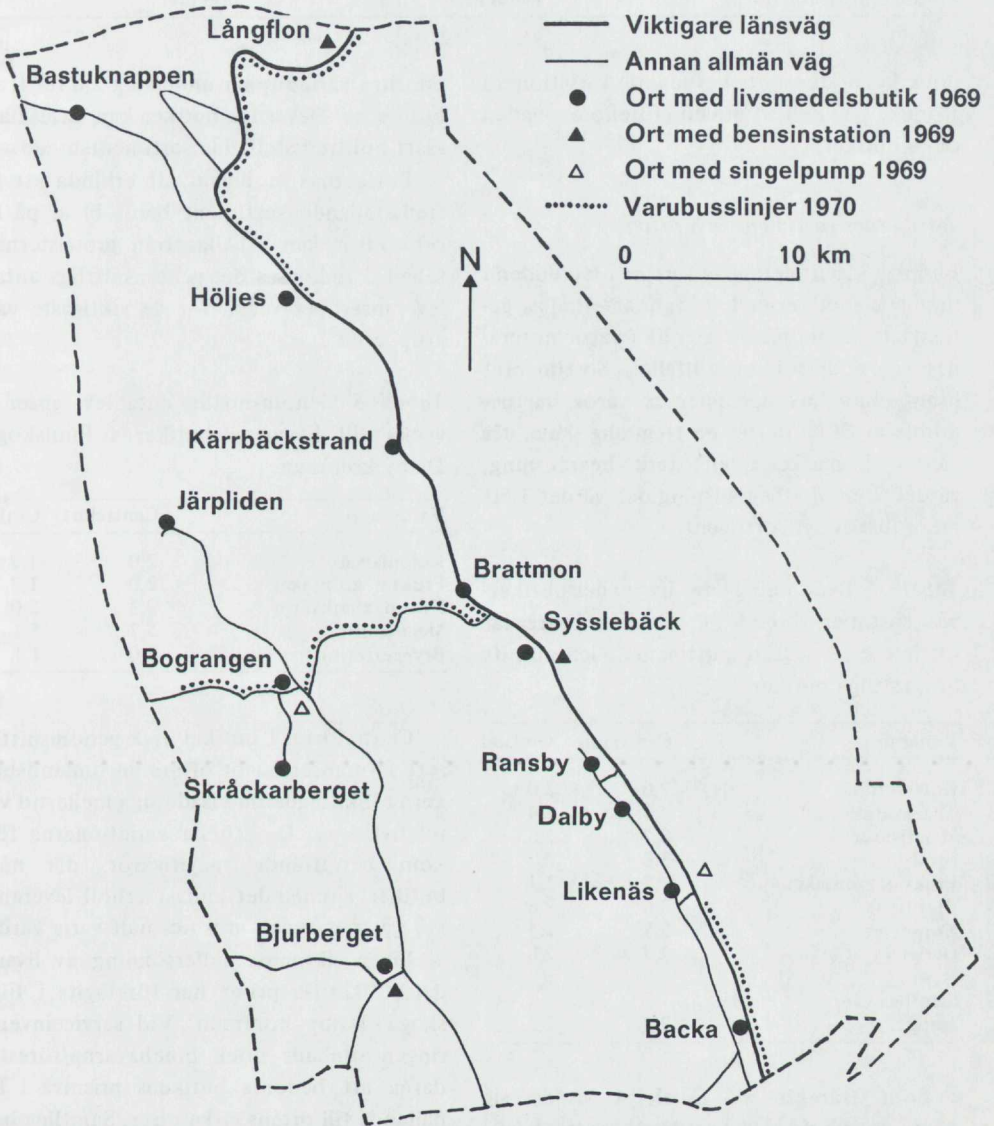 Viktigare länsväg
Annan allmän väg
Ort med livsmedelsbutik 1969
Ort med bensinstation 1969
Ort med singelpump 1969
Varubusslinjer 1970
0 10 km
N
Långflon
Bastuknappen
Höljes
Kärrbäckstrand
Järpliden
Brattmon
Sysslebäck
Bograngen
Ransby
Skråckarberget
Dalby
Likenäs
Bjurberget
Backa